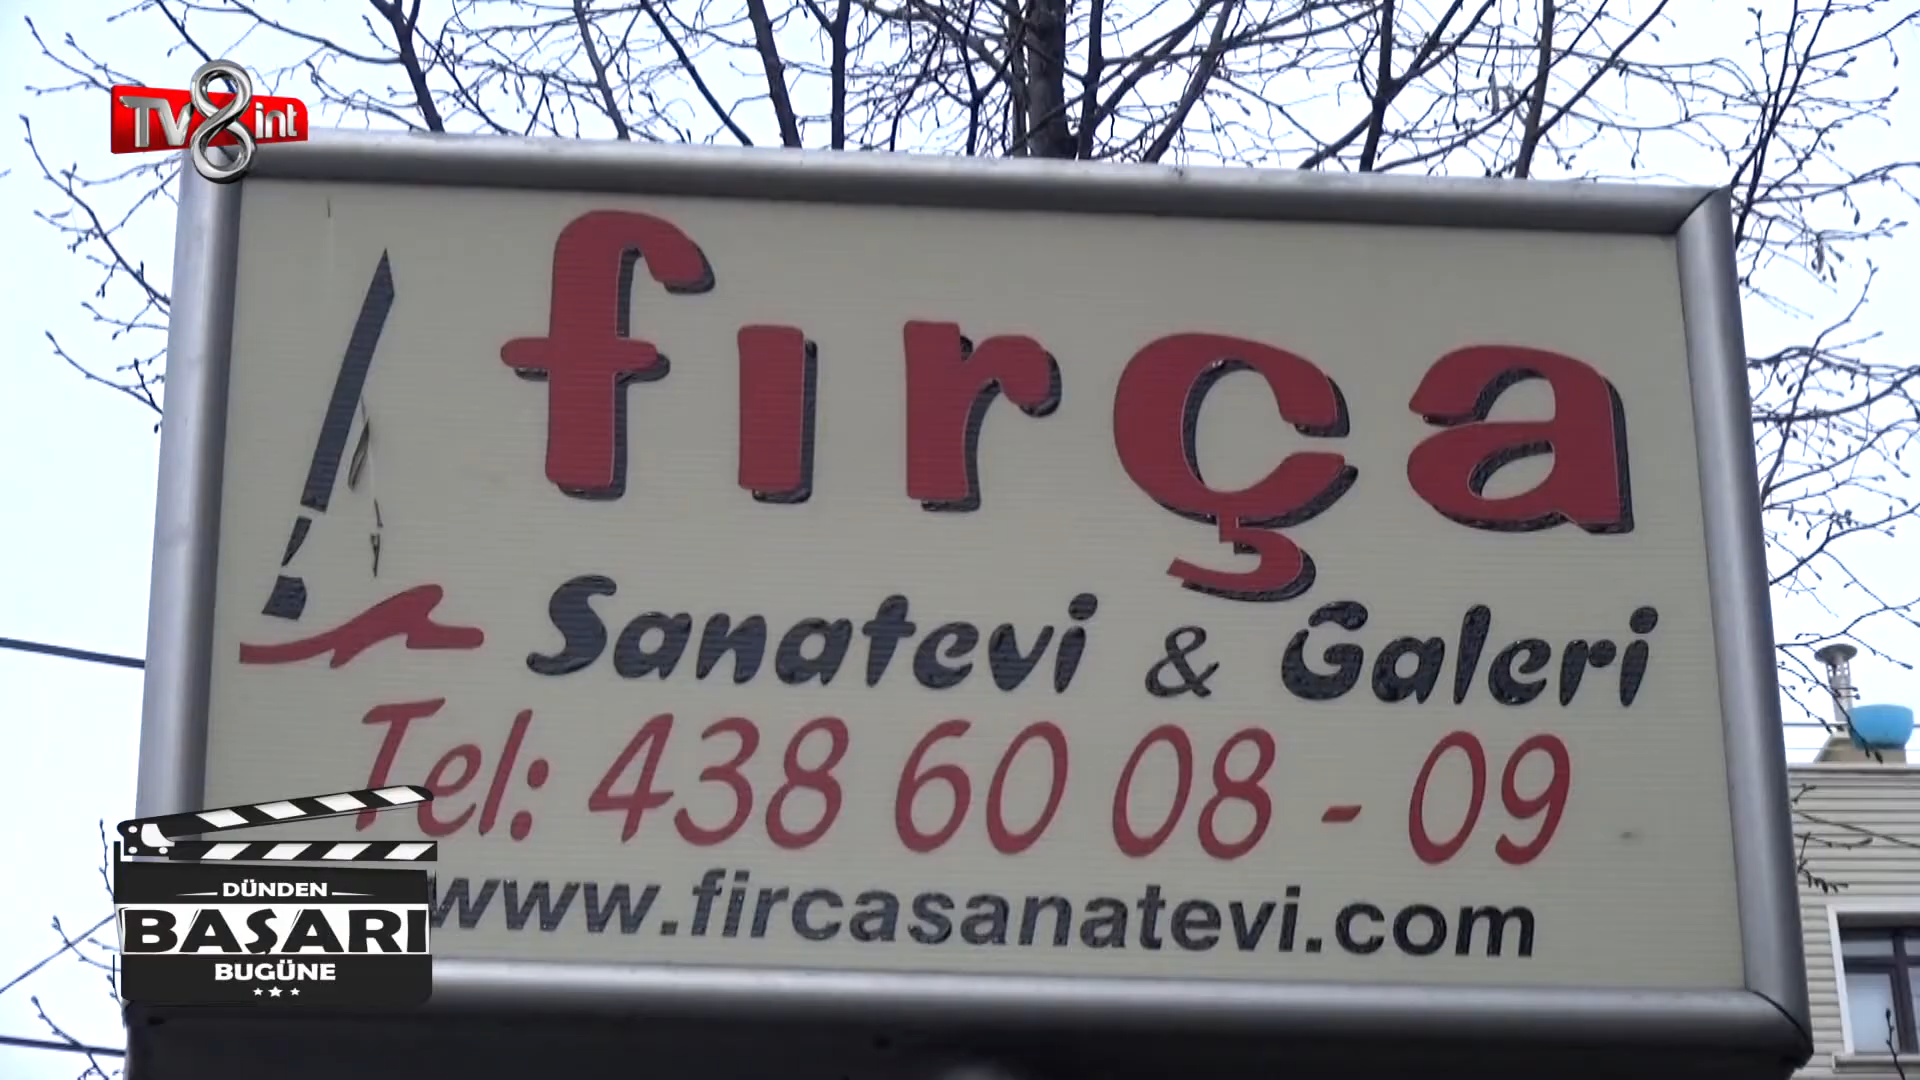 TV8int
fırça
Sanatevi & Galeri
Tel: 438 60 08 - 09
www.fircasanatevi.com
DÜNDEN
BAŞARI
BUGÜNE